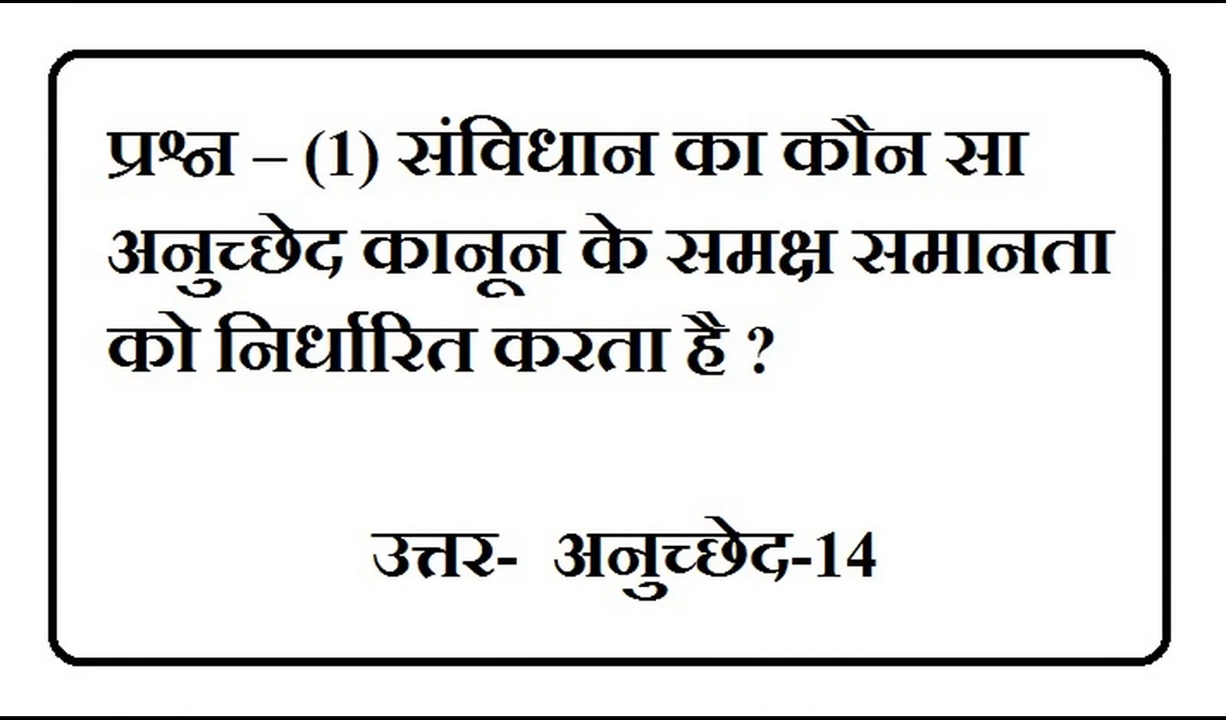 प्रश्न – (1) संविधान का कौन सा
अनुच्छेद कानून के समक्ष समानता
को निर्धारित करता है ?
उत्तर- अनुच्छेद-14